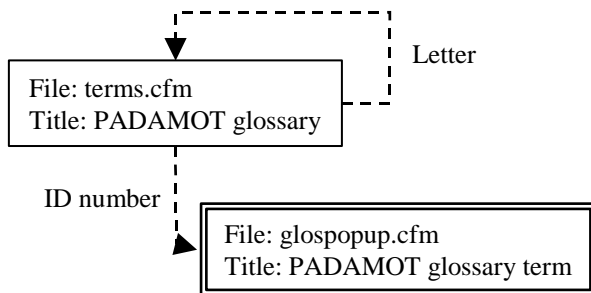 Letter
File: terms.cfm
Title: PADAMOT glossary
ID number
File: glospopup.cfm
Title: PADAMOT glossary term